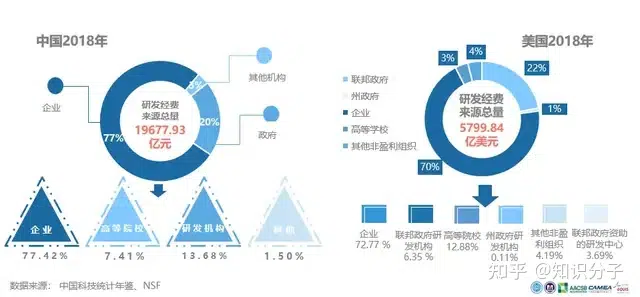 中国2018年
美国2018年
企业
其他机构
政府
77%
3%
20%
研发经费
来源总量
19677.93
亿元
企业
77.42%
高等院校
7.41%
研发机构
13.68%
其他
1.50%
联邦政府
州政府
企业
高等学校
其他非盈利组织
3%
4%
22%
1%
70%
研发经费
来源总量
5799.84
亿美元
企业
72.77 %
联邦政府研
发机构
6.35 %
高等院校
12.88%
州政府研
发机构
0.11%
其他非盈
利组织
4.19%
联邦政府资助
的研发中心
3.69%
数据来源： 中国科技统计年鉴、NSF
知乎 @知识分子
AACSB
CAMEA